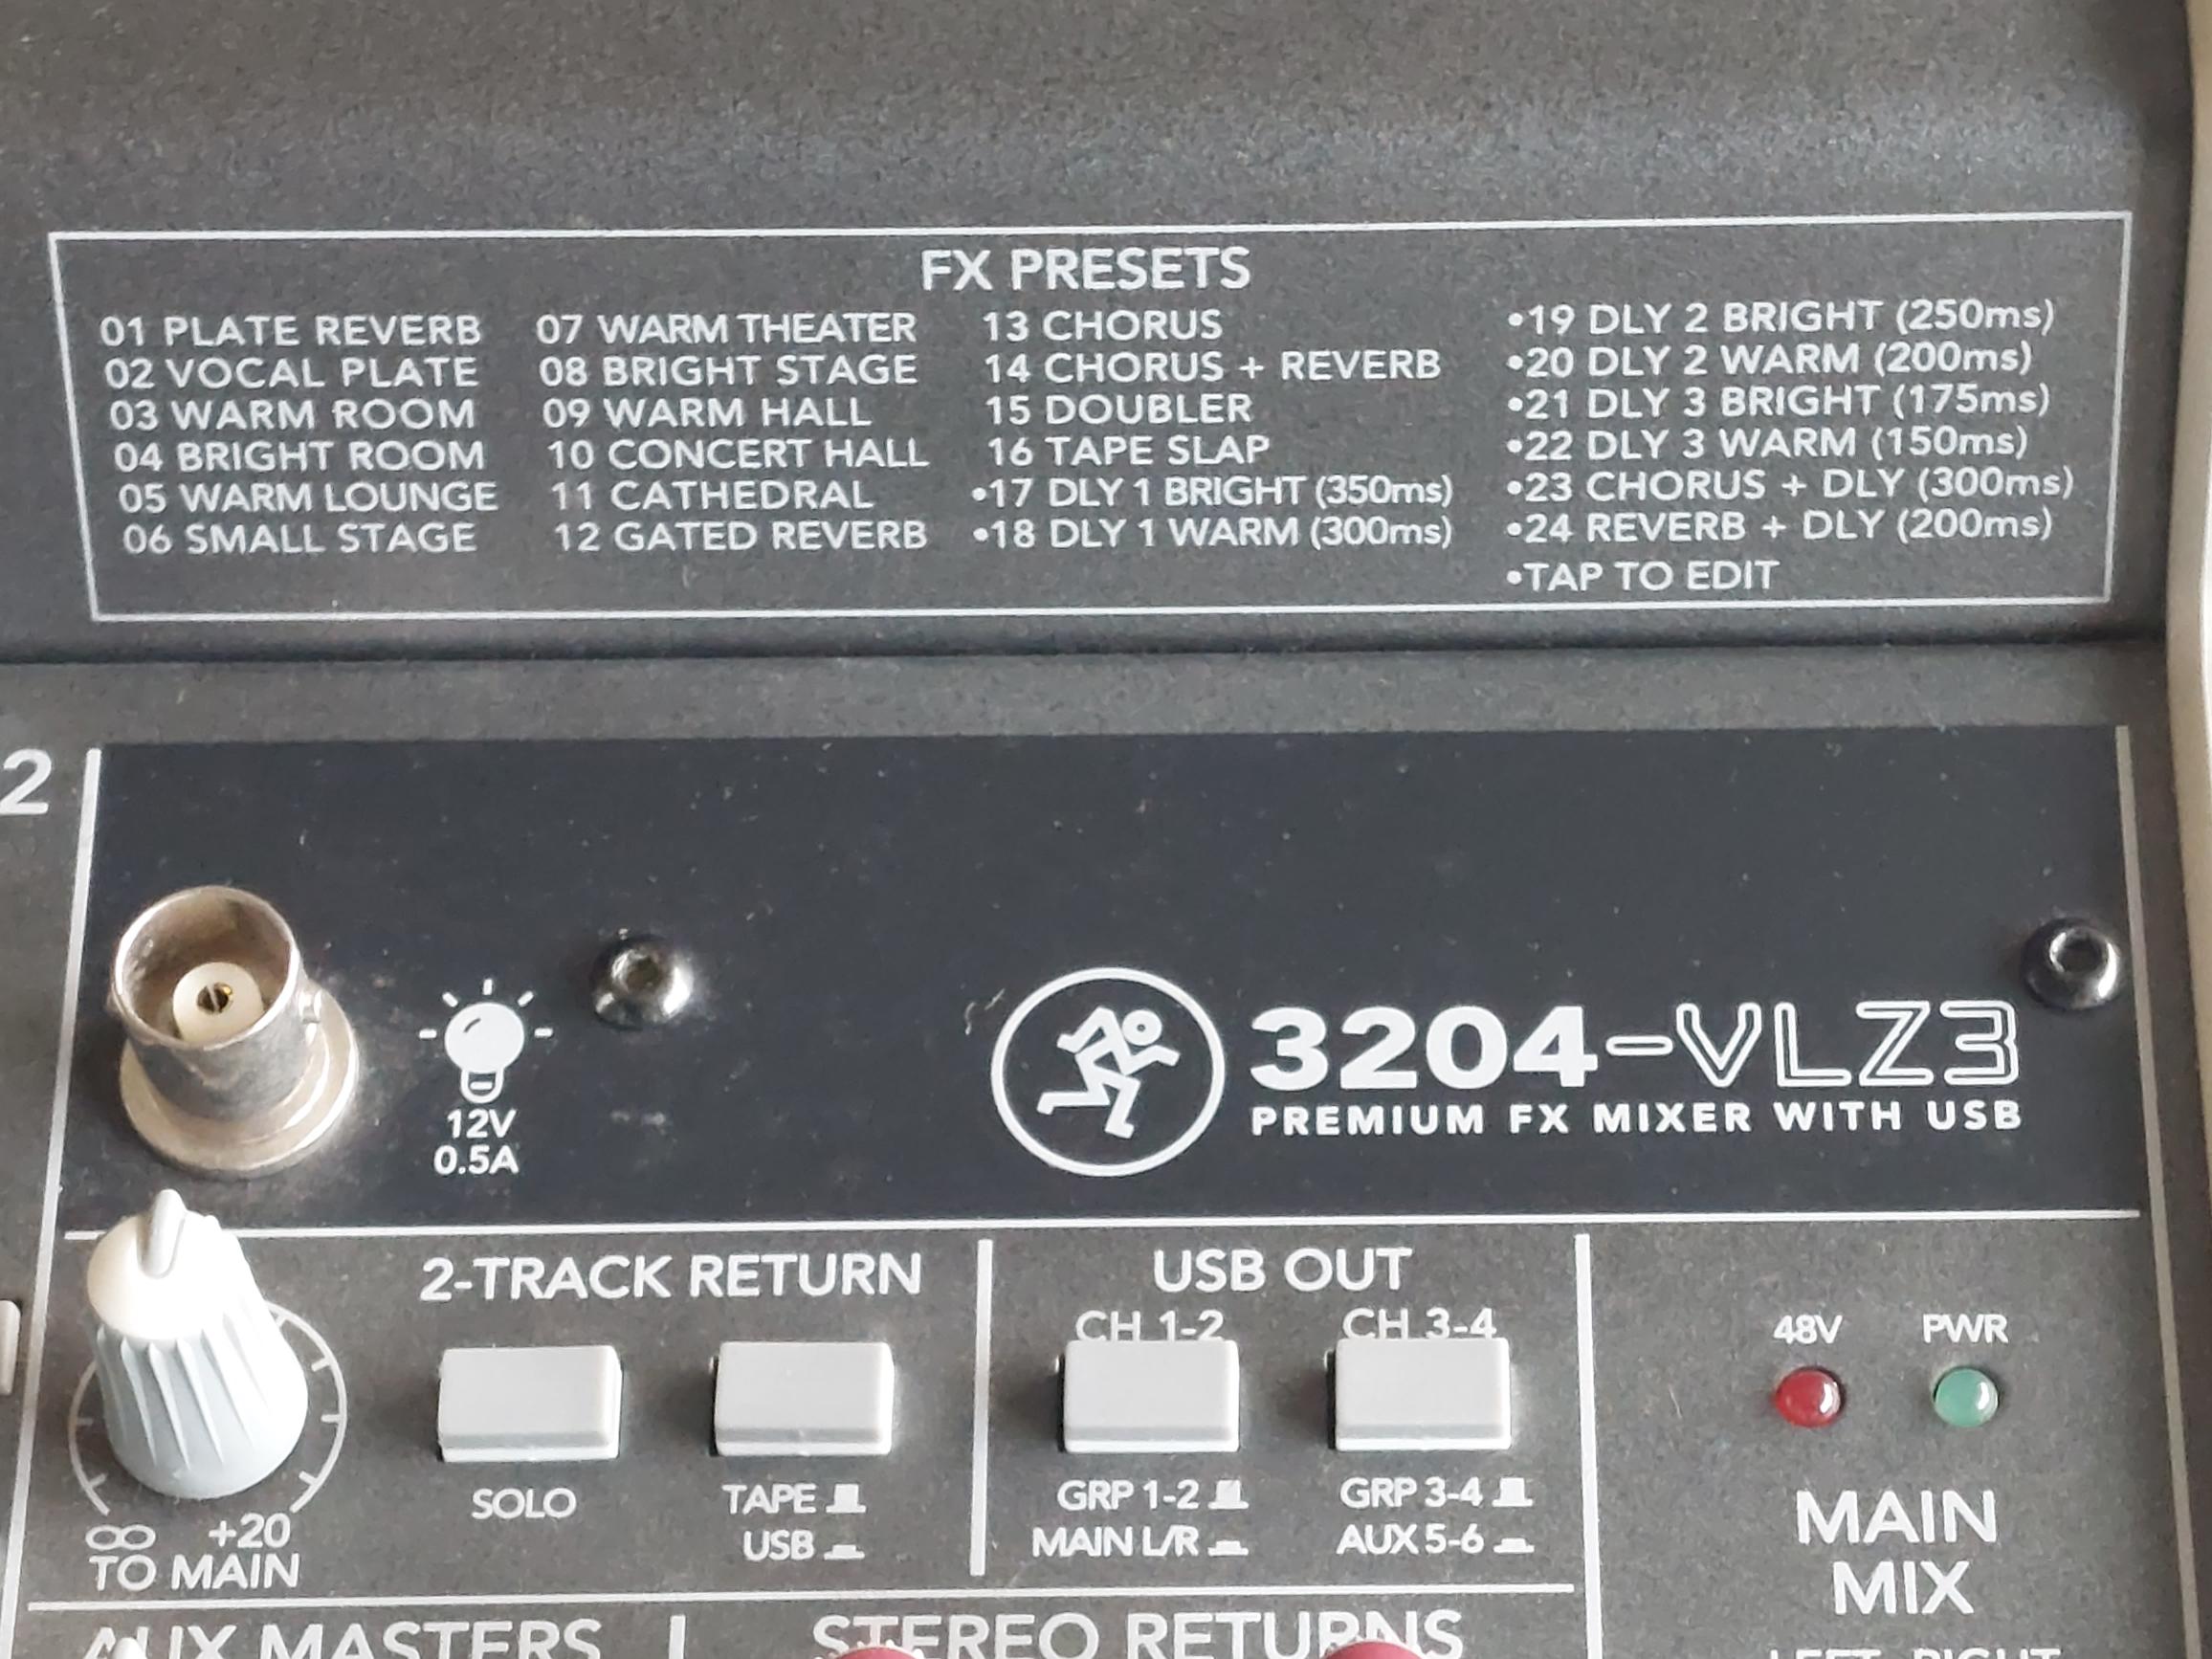 FX PRESETS
01 PLATE REVERB
02 VOCAL PLATE
03 WARM ROOM
04 BRIGHT ROOM
05 WARM LOUNGE
06 SMALL STAGE
07 WARM THEATER
08 BRIGHT STAGE
09 WARM HALL
10 CONCERT HALL
11 CATHEDRAL
12 GATED REVERB
13 CHORUS
14 CHORUS + REVERB
15 DOUBLER
16 TAPE SLAP
•17 DLY 1 BRIGHT (350ms)
•18 DLY 1 WARM (300ms)
•19 DLY 2 BRIGHT (250ms)
•20 DLY 2 WARM (200ms)
•21 DLY 3 BRIGHT (175ms)
•22 DLY 3 WARM (150ms)
•23 CHORUS + DLY (300ms)
•24 REVERB + DLY (200ms)
•TAP TO EDIT
2
12V
0.5A
3204-VLZ3
PREMIUM FX MIXER WITH USB
2-TRACK RETURN
SOLO
TAPE
USB
∞ +20
TO MAIN
USB OUT
CH 1-2
CH 3-4
GRP 1-2
MAIN L/R
GRP 3-4
AUX 5-6
48V
PWR
MAIN
MIX
AUX MASTERS
STEREO RETURNS
LEFT RIGHT